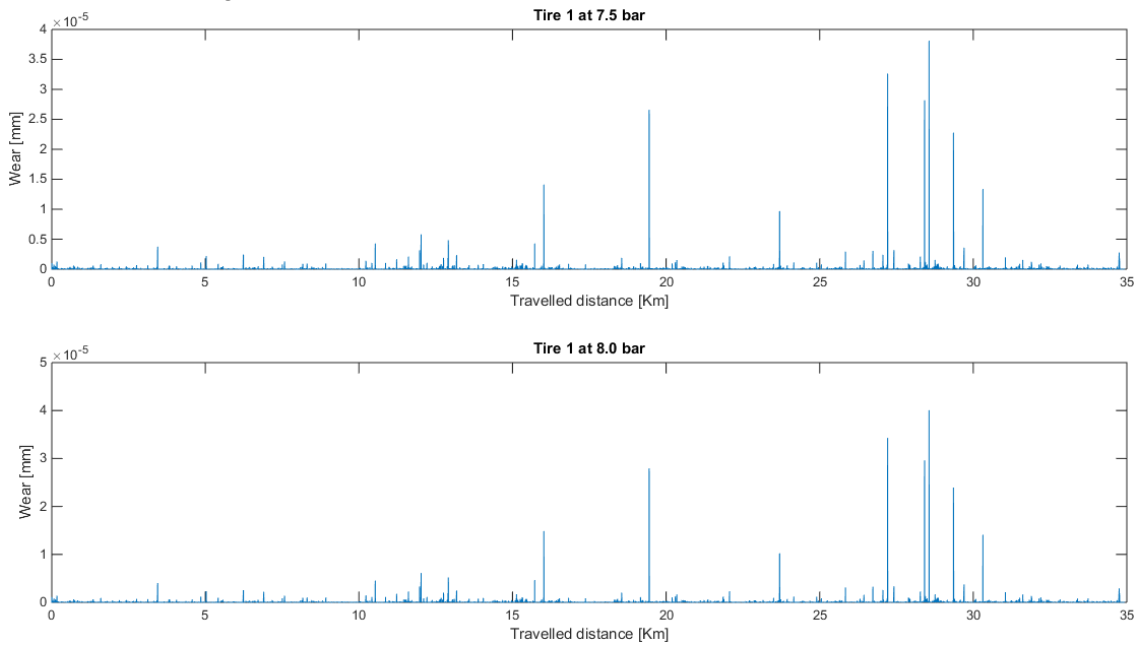 Tire 1 at 7.5 bar
×10-5
4
3.5
3
2.5
2
1.5
1
0.5
0
Wear [mm]
0 5 10 15 20 25 30 35
Travelled distance [Km]
Tire 1 at 8.0 bar
×10-5
5
4
3
2
1
0
Wear [mm]
0 5 10 15 20 25 30 35
Travelled distance [Km]